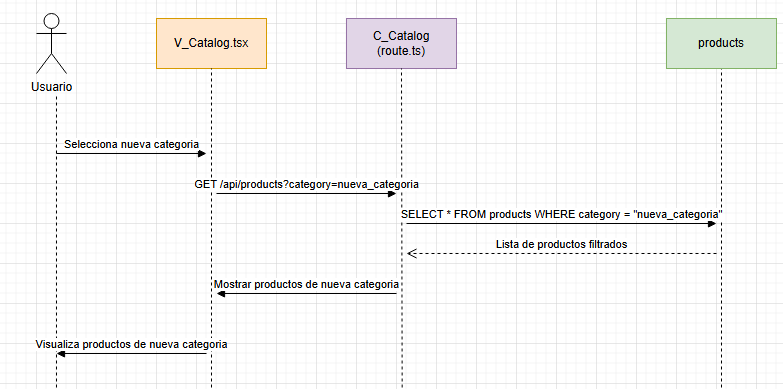 Usuario
V_Catalog.tsx
C_Catalog
(route.ts)
products
Selecciona nueva categoria
GET /api/products?category=nueva_categoria
SELECT * FROM products WHERE category = "nueva_categoria"
Lista de productos filtrados
Mostrar productos de nueva categoria
Visualiza productos de nueva categoria